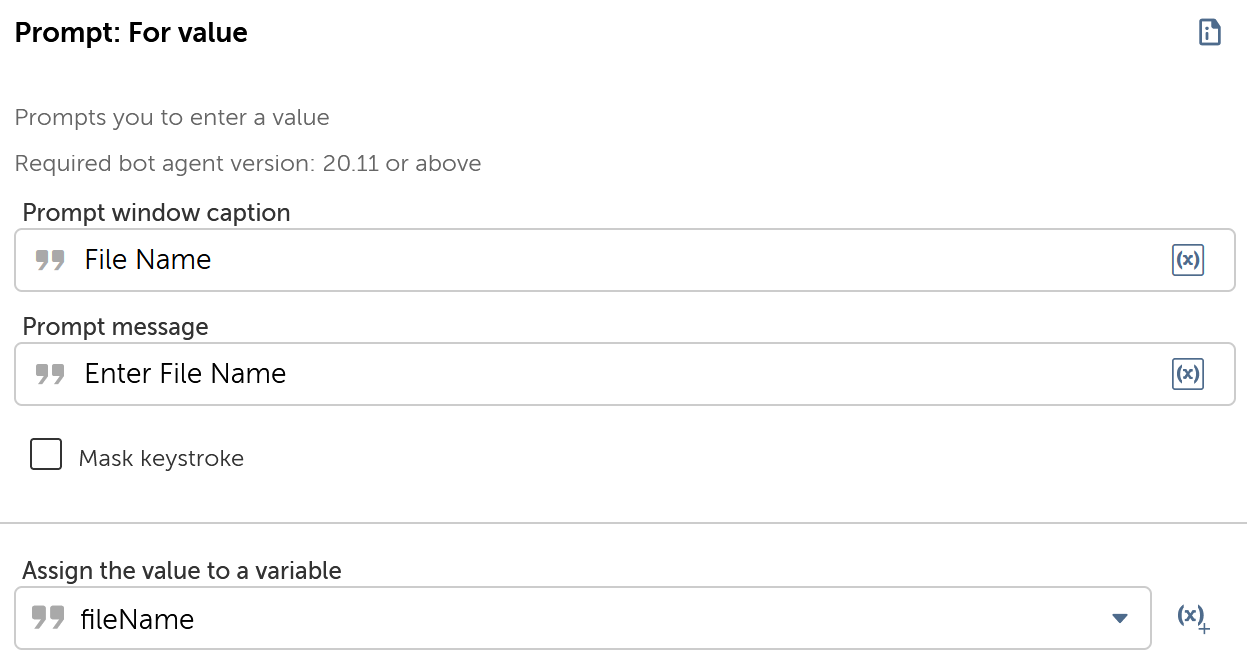 Prompt: For value
Prompts you to enter a value
Required bot agent version: 20.11 or above
Prompt window caption
File Name
(x)
Prompt message
Enter File Name
(x)
Mask keystroke
Assign the value to a variable
fileName
(x)+